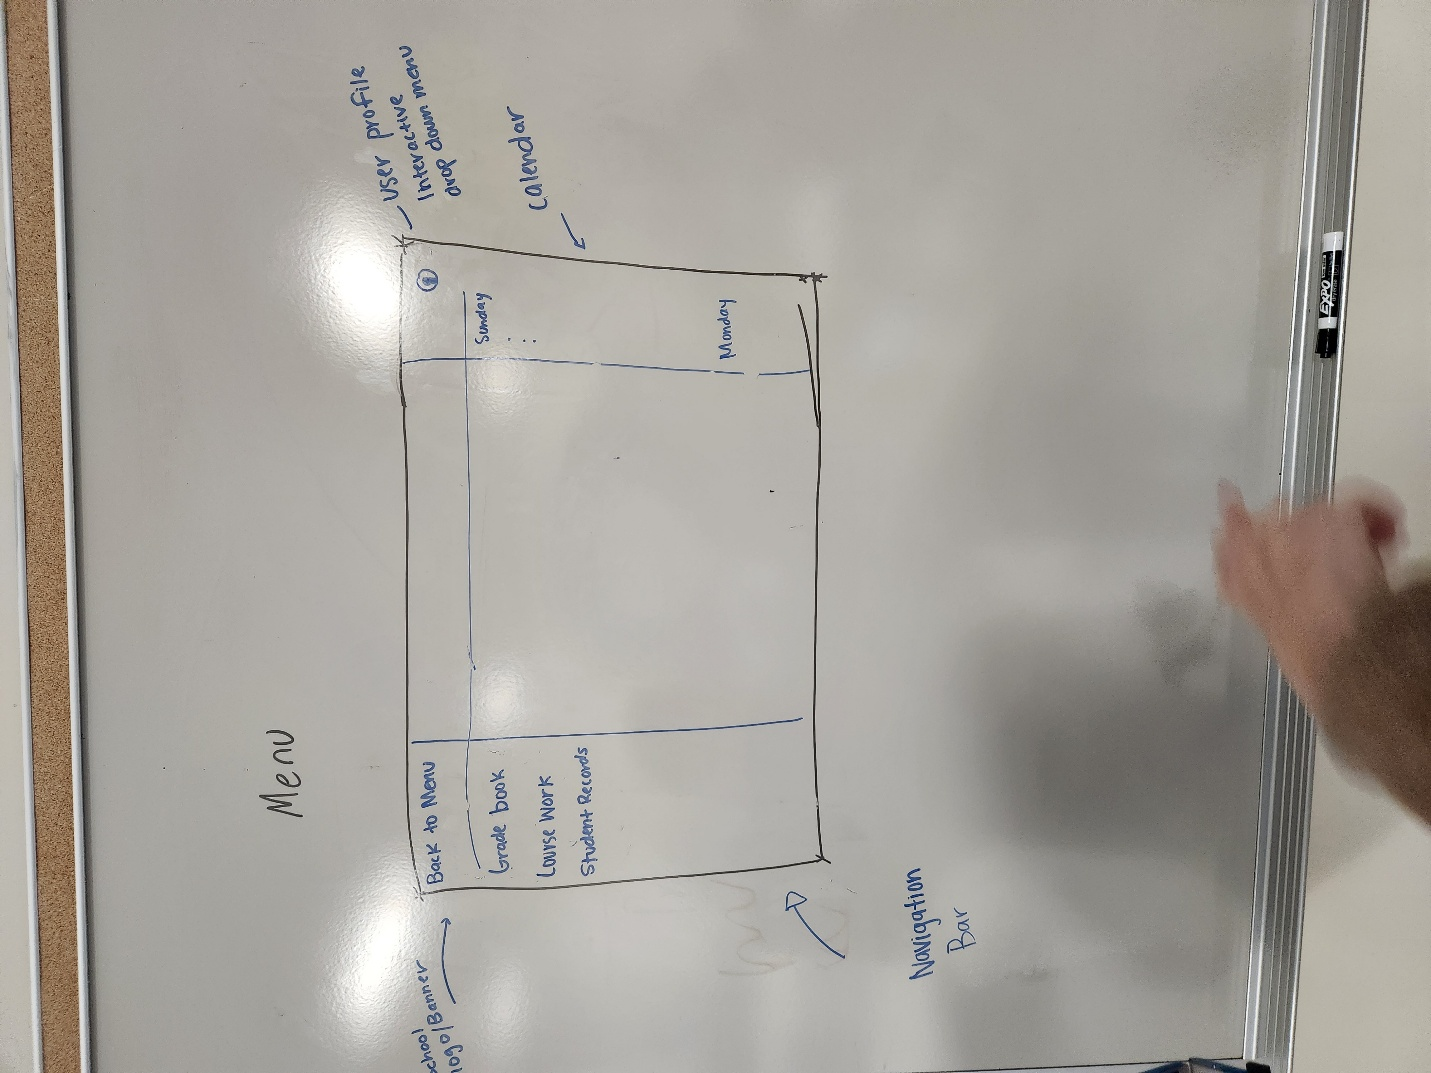 Menu
School
logo/Banner
user profile
Interactive
drop down menu
Back to Menu
Grade book
Course Work
Student Records
Sunday
Monday
calendar
Navigation
Bar
EXPO